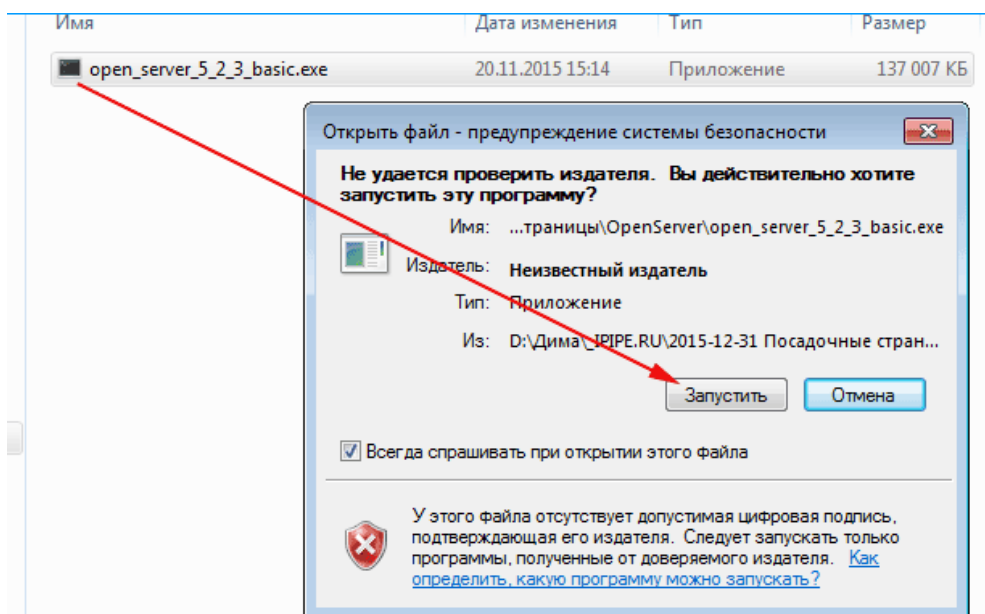 Имя Дата изменения Тип Размер
open_server_5_2_3_basic.exe 20.11.2015 15:14 Приложение 137 007 КБ
Открыть файл - предупреждение системы безопасности
Не удается проверить издателя. Вы действительно хотите
запустить эту программу?
Имя: ...траницы\OpenServer\open_server_5_2_3_basic.exe
Издатель: Неизвестный издатель
Тип: Приложение
Из: D:\Дима\_IPIPE.RU\2015-12-31 Посадочные стран...
Запустить Отмена
Всегда спрашивать при открытии этого файла
У этого файла отсутствует допустимая цифровая подпись,
подтверждающая его издателя. Следует запускать только
программы, полученные от доверяемого издателя. Как
определить, какую программу можно запускать?